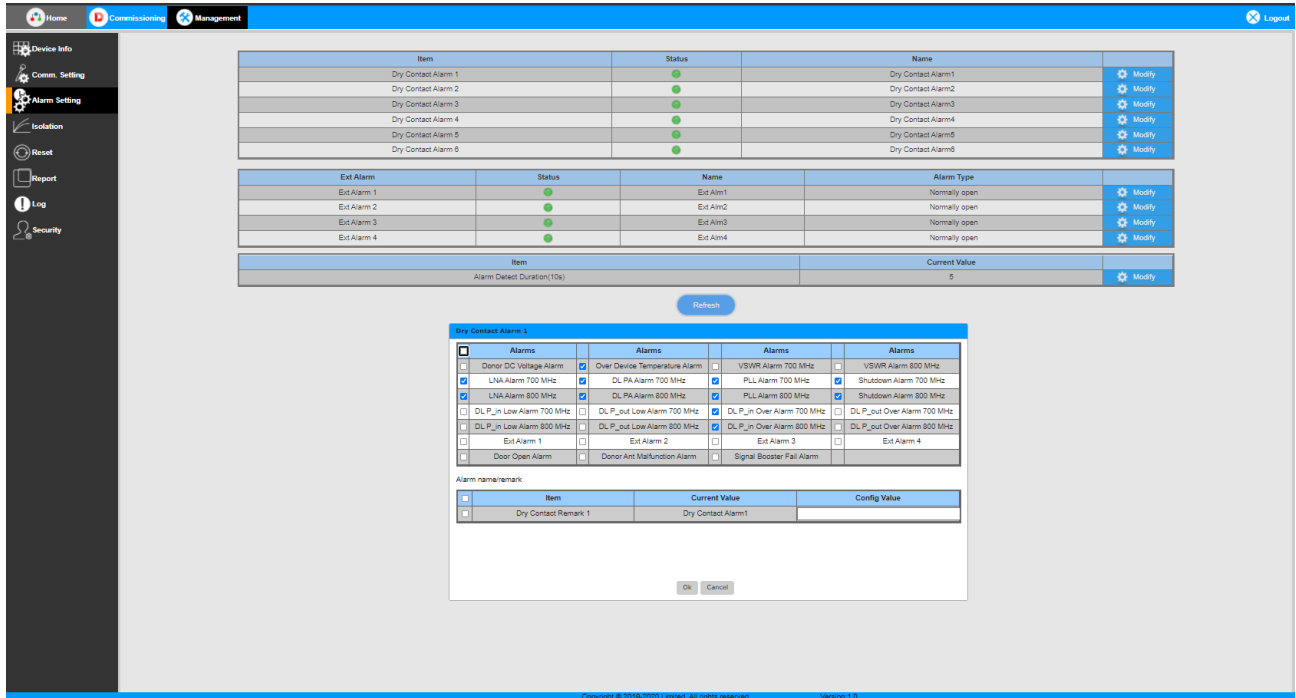 Home Commissioning Management Logout
Device Info
Comm. Setting
Alarm Setting
Isolation
Reset
Report
Log
Security
Item Status Name
Dry Contact Alarm 1 Dry Contact Alarm1 Modify
Dry Contact Alarm 2 Dry Contact Alarm2 Modify
Dry Contact Alarm 3 Dry Contact Alarm3 Modify
Dry Contact Alarm 4 Dry Contact Alarm4 Modify
Dry Contact Alarm 5 Dry Contact Alarm5 Modify
Dry Contact Alarm 6 Dry Contact Alarm6 Modify
Ext Alarm Status Name Alarm Type
Ext Alarm 1 Ext Alm1 Normally open Modify
Ext Alarm 2 Ext Alm2 Normally open Modify
Ext Alarm 3 Ext Alm3 Normally open Modify
Ext Alarm 4 Ext Alm4 Normally open Modify
Item Current Value
Alarm Detect Duration(10s) 5 Modify
Refresh
Dry Contact Alarm 1
Alarms Alarms Alarms Alarms
Donor DC Voltage Alarm Over Device Temperature Alarm VSWR Alarm 700 MHz VSWR Alarm 800 MHz
LNA Alarm 700 MHz DL PA Alarm 700 MHz PLL Alarm 700 MHz Shutdown Alarm 700 MHz
LNA Alarm 800 MHz DL PA Alarm 800 MHz PLL Alarm 800 MHz Shutdown Alarm 800 MHz
DL P_in Low Alarm 700 MHz DL P_out Low Alarm 700 MHz DL P_in Over Alarm 700 MHz DL P_out Over Alarm 700 MHz
DL P_in Low Alarm 800 MHz DL P_out Low Alarm 800 MHz DL P_in Over Alarm 800 MHz DL P_out Over Alarm 800 MHz
Ext Alarm 1 Ext Alarm 2 Ext Alarm 3 Ext Alarm 4
Door Open Alarm Donor Ant Malfunction Alarm Signal Booster Fail Alarm
Alarm name/remark
Item Current Value Config Value
Dry Contact Remark 1 Dry Contact Alarm1
Ok Cancel
Copyright © 2019-2020 Limited. All rights reserved Version:1.0